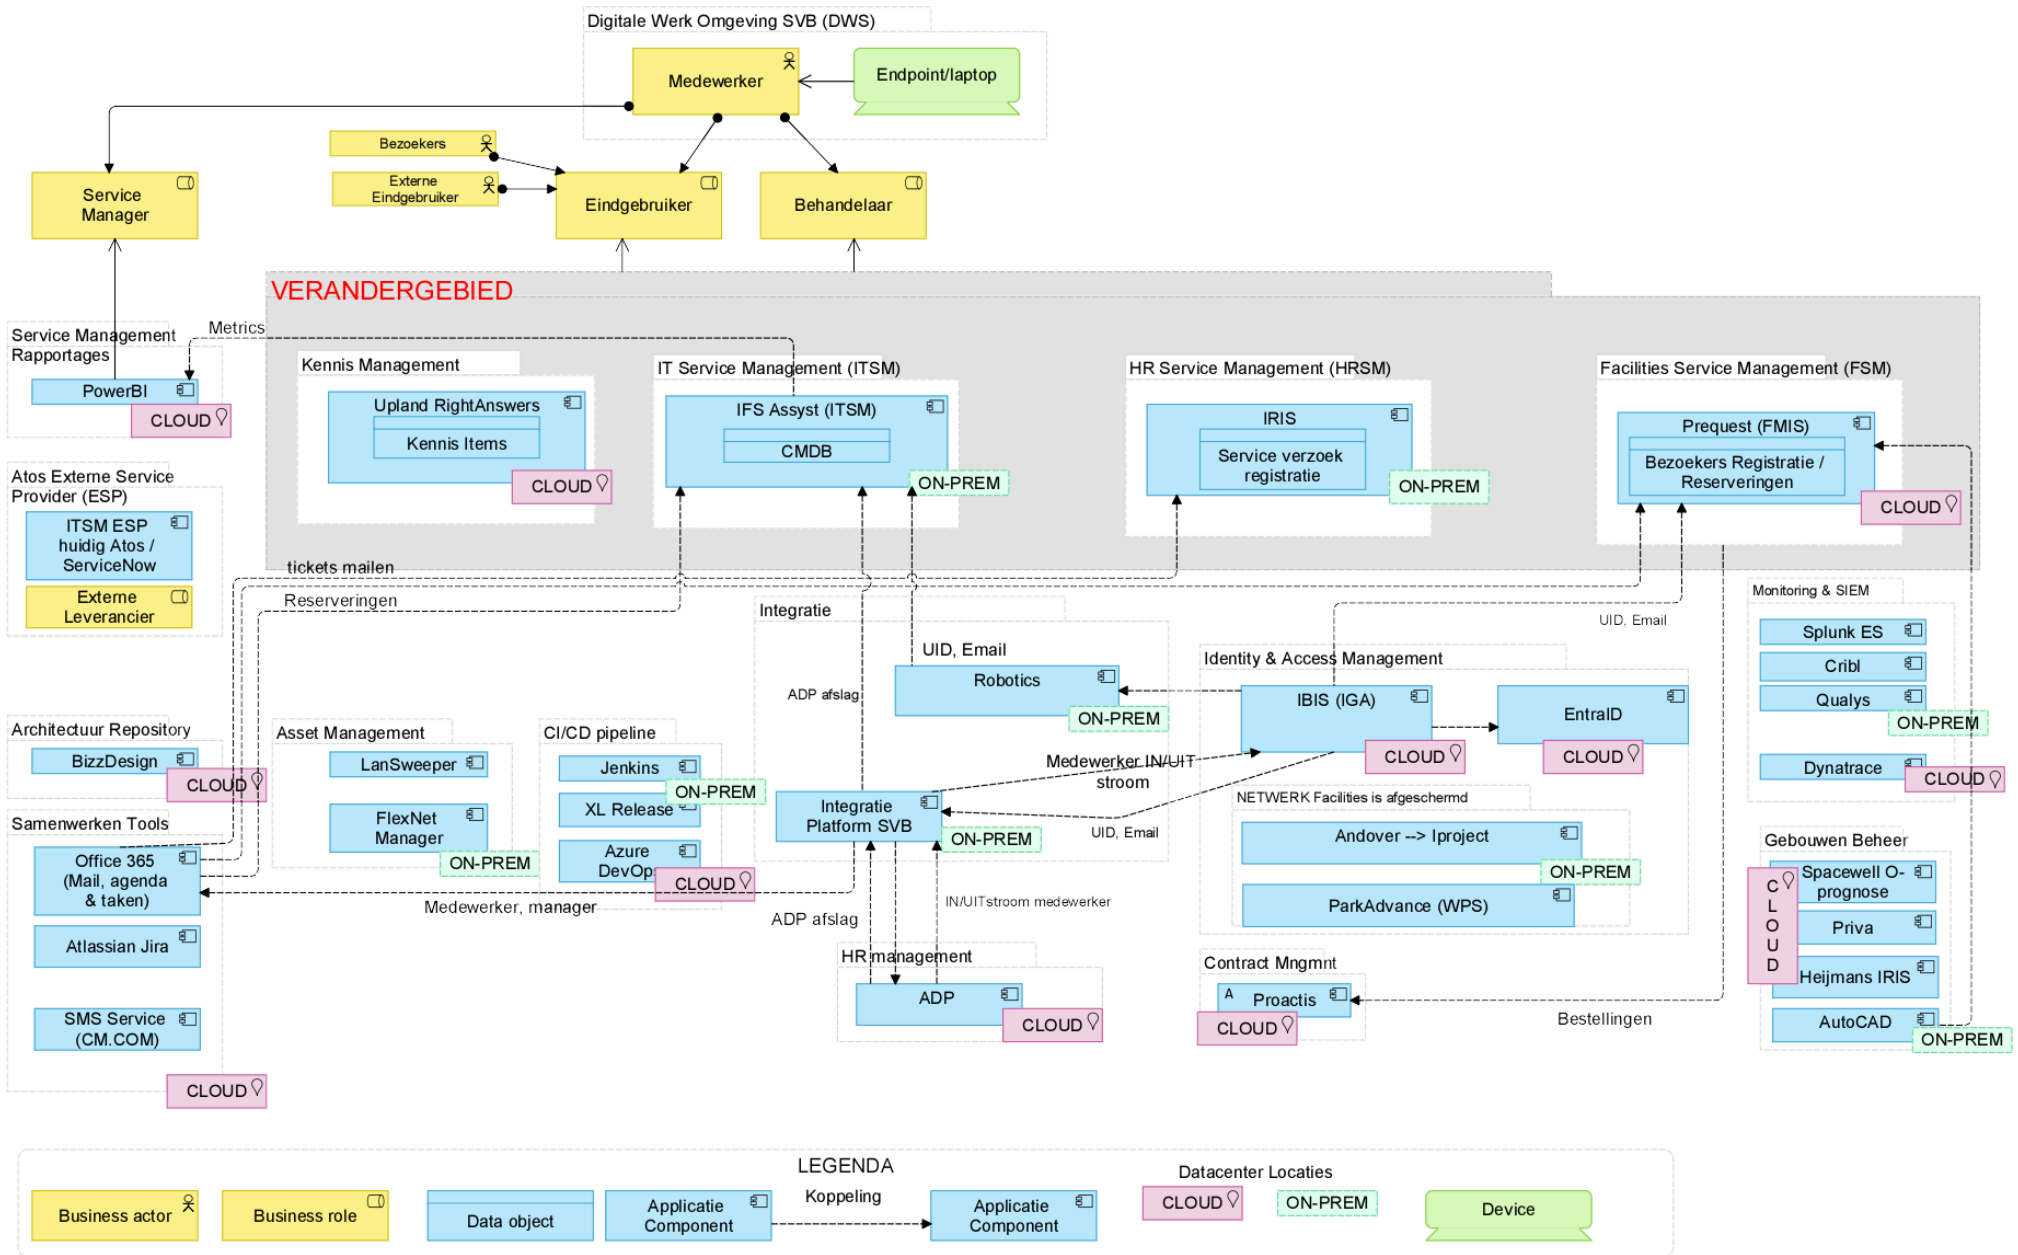 Digitale Werk Omgeving SVB (DWS)
Medewerker
Endpoint/laptop
Bezoekers
Externe
Eindgebruiker
Service
Manager
Eindgebruiker
Behandelaar
VERANDERGEBIED
Service Management
Rapportages
Metrics
PowerBI
CLOUD
Kennis Management
Upland RightAnswers
Kennis Items
CLOUD
IT Service Management (ITSM)
IFS Assyst (ITSM)
CMDB
ON-PREM
HR Service Management (HRSM)
IRIS
Service verzoek
registratie
ON-PREM
Facilities Service Management (FSM)
Prequest (FMIS)
Bezoekers Registratie /
Reserveringen
CLOUD
Atos Externe Service
Provider (ESP)
ITSM ESP
huidig Atos /
ServiceNow
Externe
Leverancier
tickets mailen
Reserveringen
Integratie
UID, Email
Robotics
ON-PREM
ADP afslag
Integratie
Platform SVB
ON-PREM
Medewerker IN/UIT
stroom
UID, Email
UID, Email
Identity & Access Management
IBIS (IGA)
CLOUD
EntraID
CLOUD
NETWERK Facilities is afgeschermd
Andover --> Iproject
ON-PREM
ParkAdvance (WPS)
Monitoring & SIEM
Splunk ES
Cribl
Qualys
ON-PREM
Dynatrace
CLOUD
Architectuur Repository
BizzDesign
CLOUD
Asset Management
LanSweeper
FlexNet
Manager
ON-PREM
CI/CD pipeline
Jenkins
ON-PREM
XL Release
Azure
DevOps
CLOUD
Samenwerken Tools
Office 365
(Mail, agenda
& taken)
Atlassian Jira
SMS Service
(CM.COM)
CLOUD
Medewerker, manager
ADP afslag
IN/UITstroom medewerker
HR management
ADP
CLOUD
Contract Mngmnt
A
Proactis
CLOUD
Bestellingen
Gebouwen Beheer
CLOUD
Spacewell O-
prognose
Priva
Heijmans IRIS
AutoCAD
ON-PREM
LEGENDA
Business actor
Business role
Data object
Applicatie
Component
Koppeling
Applicatie
Component
Datacenter Locaties
CLOUD
ON-PREM
Device